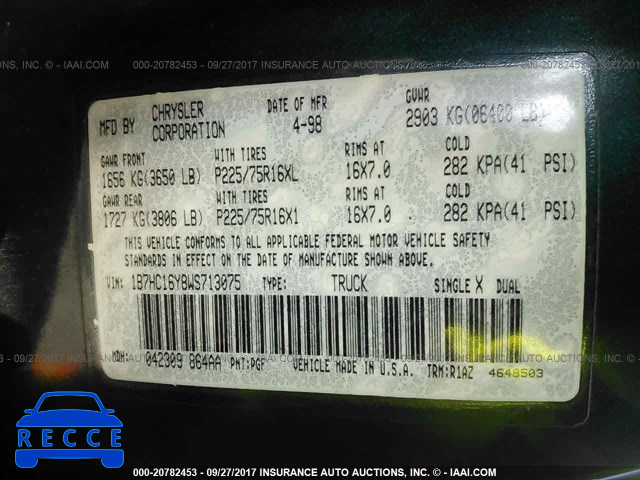 000-20782453 - 09/27/2017 INSURANCE AUTO AUCTIONS, INC. - IAAI.COM
MFD BY CHRYSLER CORPORATION
DATE OF MFR 4-98
GVWR 2903 KG(06400 LB)
GAWR FRONT WITH TIRES RIMS AT COLD
1656 KG(3650 LB) P225/75R16XL 16X7.0 282 KPA(41 PSI)
GAWR REAR WITH TIRES RIMS AT COLD
1727 KG(3806 LB) P225/75R16X1 16X7.0 282 KPA(41 PSI)
THIS VEHICLE CONFORMS TO ALL APPLICABLE FEDERAL MOTOR VEHICLE SAFETY
STANDARDS IN EFFECT ON THE DATE OF MANUFACTURE SHOWN ABOVE.
VIN: 1B7HC16Y8WS713075 TYPE: TRUCK SINGLE X DUAL
MDH: 042309 864AA PNT:PGF VEHICLE MADE IN U.S.A. TRM:R1AZ 4648503
RECCE
000-20782453 - 09/27/2017 INSURANCE AUTO AUCTIONS, INC. - IAAI.COM